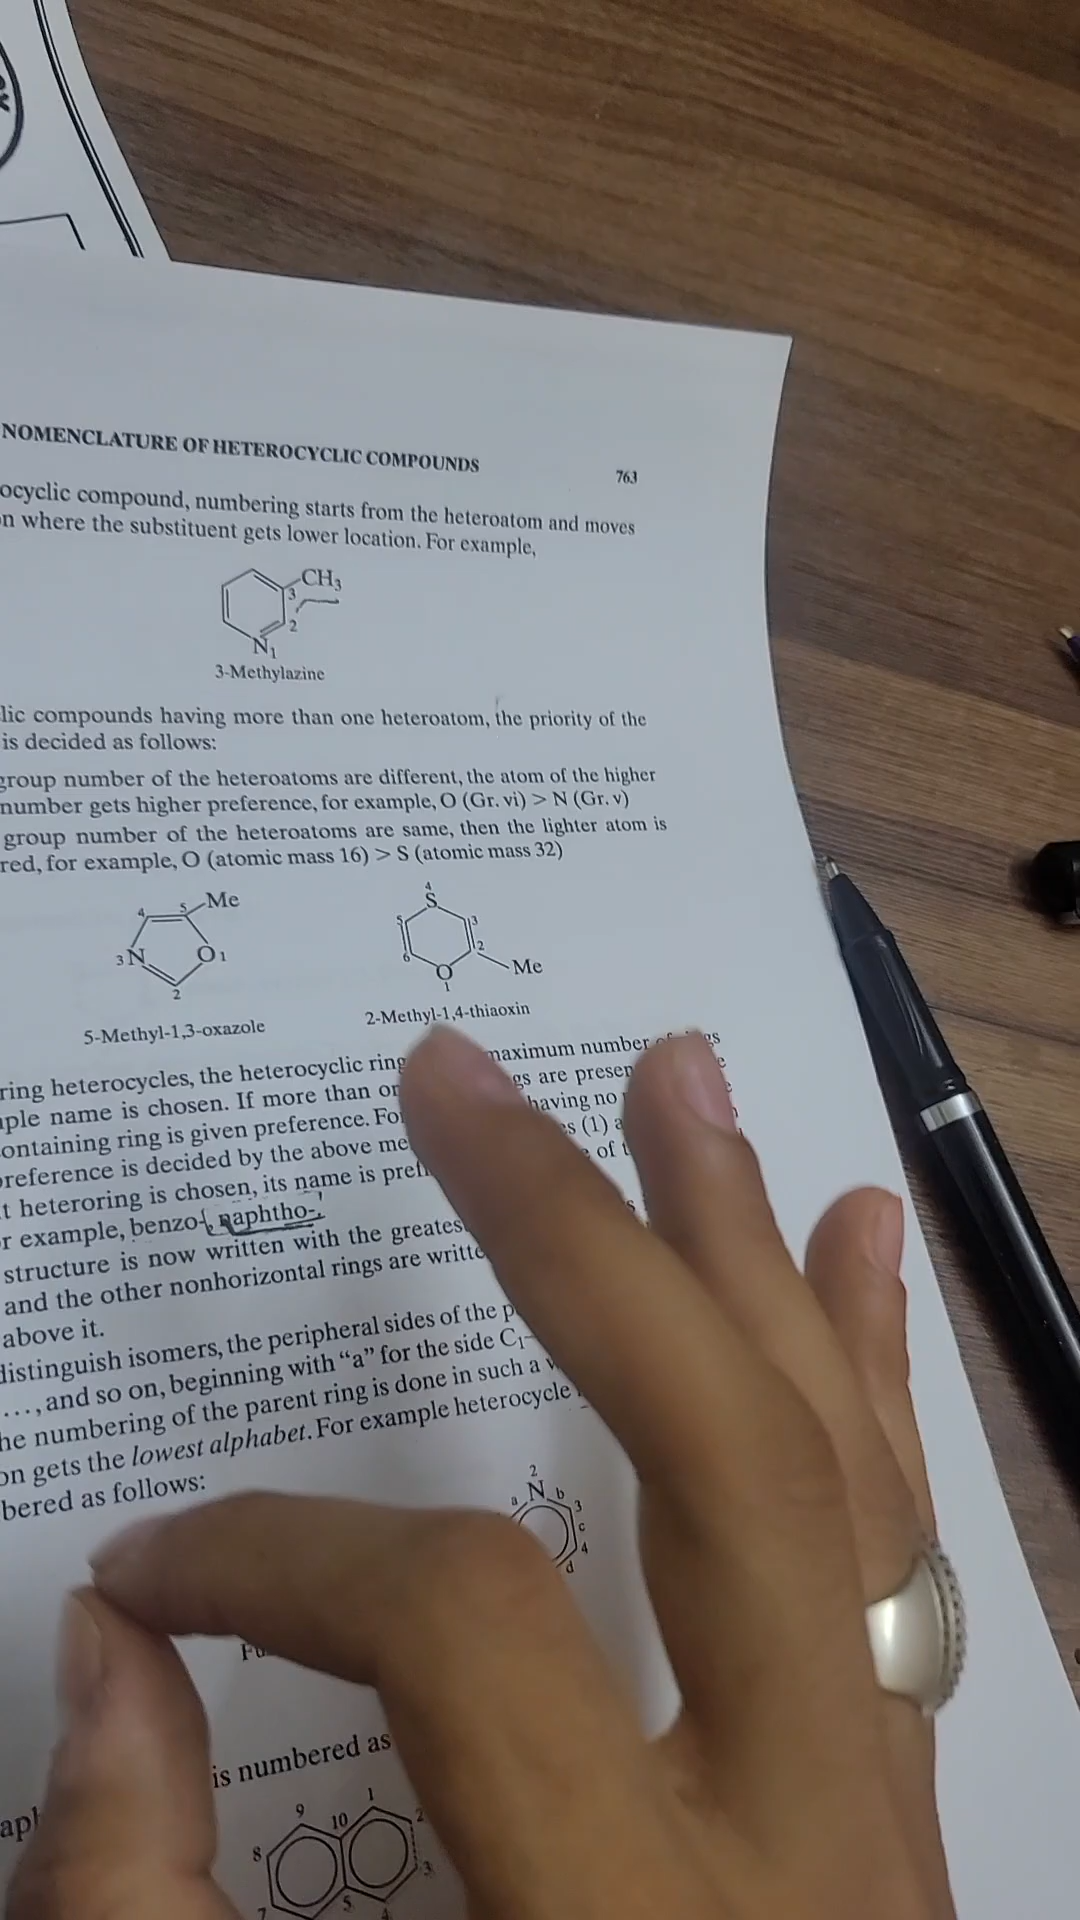 NOMENCLATURE OF HETEROCYCLIC COMPOUNDS
763
ocyclic compound, numbering starts from the heteroatom and moves
n where the substituent gets lower location. For example,
CH3
3
2
N1
3-Methylazine
lic compounds having more than one heteroatom, the priority of the
is decided as follows:
group number of the heteroatoms are different, the atom of the higher
number gets higher preference, for example, O (Gr. vi) > N (Gr. v)
group number of the heteroatoms are same, then the lighter atom is
red, for example, O (atomic mass 16) > S (atomic mass 32)
4 5 Me
3 N O 1
2
5-Methyl-1,3-oxazole
4
S
5 3
6 2
O Me
1
2-Methyl-1,4-thiaoxin
ring heterocycles, the heterocyclic ring maximum number
ple name is chosen. If more than or gs are presen
ontaining ring is given preference. Fo having no
reference is decided by the above me es (1) a
t heteroring is chosen, its name is pref of t
r example, benzo-, naphtho-,
structure is now written with the greates
and the other nonhorizontal rings are writte
above it.
distinguish isomers, the peripheral sides of the p
..., and so on, beginning with "a" for the side C1-
he numbering of the parent ring is done in such a
on gets the lowest alphabet. For example heterocycle
bered as follows:
2
a N b
3
c
4
d
is numbered as
1
9
10 2
8
3
5
7 4